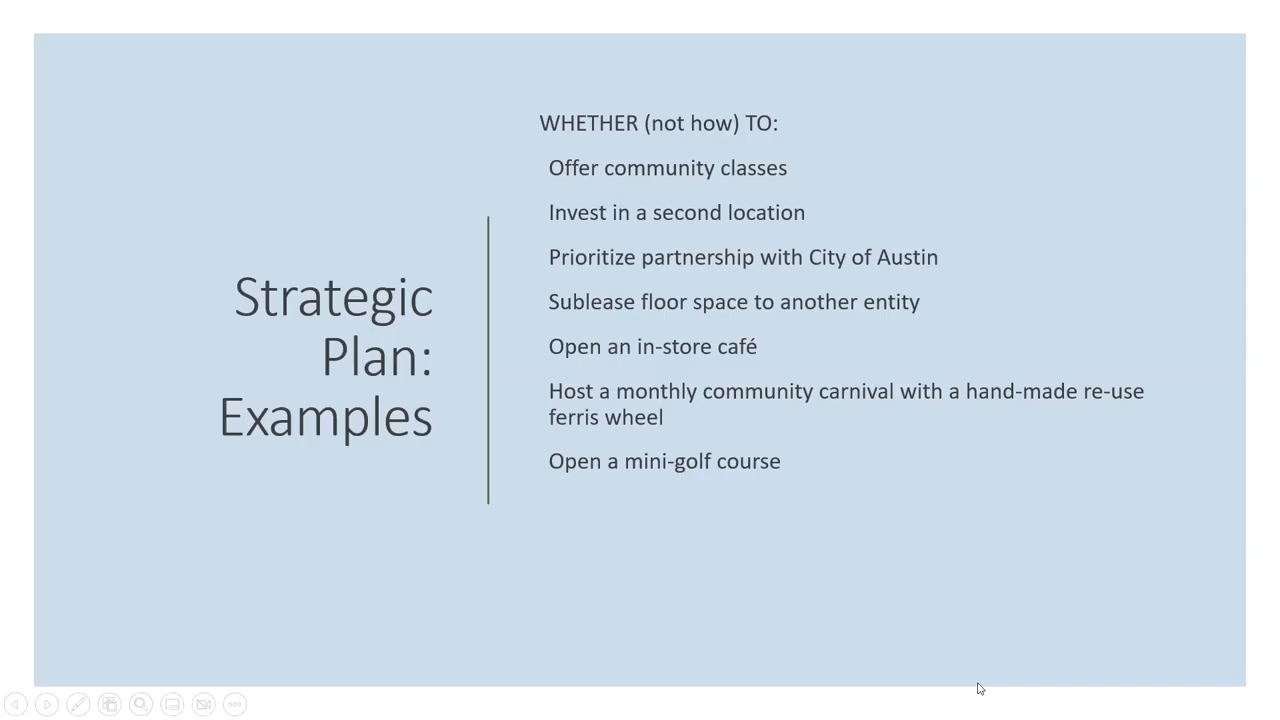 Strategic
Plan:
Examples
WHETHER (not how) TO:
Offer community classes
Invest in a second location
Prioritize partnership with City of Austin
Sublease floor space to another entity
Open an in-store café
Host a monthly community carnival with a hand-made re-use
ferris wheel
Open a mini-golf course